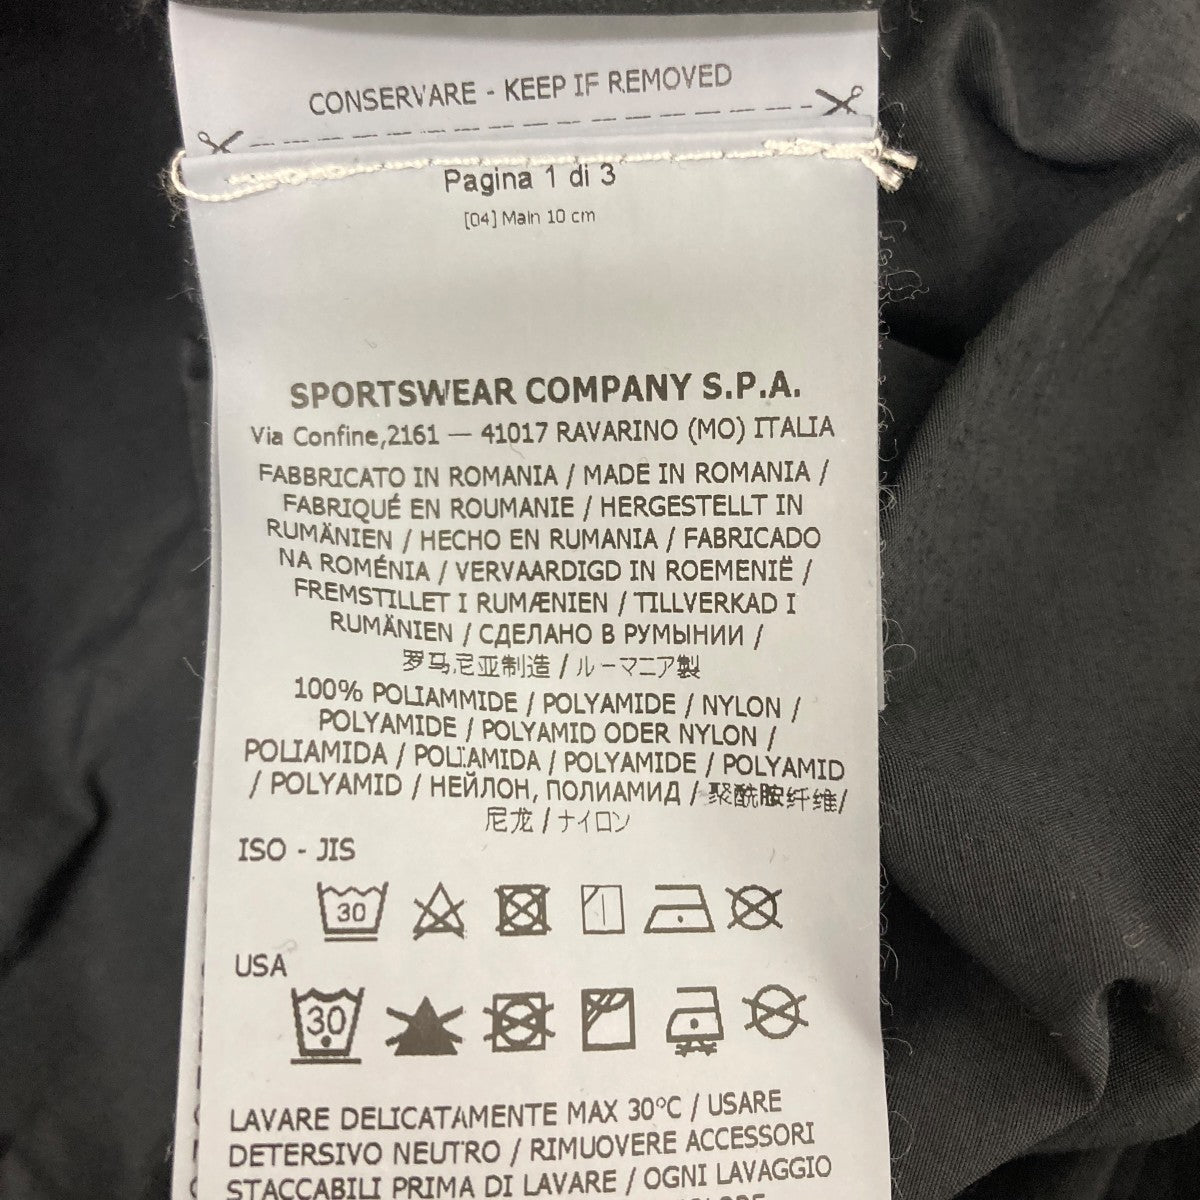 CONSERVARE - KEEP IF REMOVED
Pagina 1 di 3
[04] Main 10 cm
SPORTSWEAR COMPANY S.P.A.
Via Confine,2161 — 41017 RAVARINO (MO) ITALIA
FABBRICATO IN ROMANIA / MADE IN ROMANIA /
FABRIQUÉ EN ROUMANIE / HERGESTELLT IN
RUMÄNIEN / HECHO EN RUMANIA / FABRICADO
NA ROMÉNIA / VERVAARDIGD IN ROEMENIË /
FREMSTILLET I RUMÆNIEN / TILLVERKAD I
RUMÄNIEN / СДЕЛАНО В РУМЫНИИ /
罗马尼亚制造 / ルーマニア製
100% POLIAMMIDE / POLYAMIDE / NYLON /
POLYAMIDE / POLYAMID ODER NYLON /
POLIAMIDA / POLIAMIDA / POLYAMIDE / POLYAMID
/ POLYAMID / НЕЙЛОН, ПОЛИАМИД / 聚酰胺纤维/
尼龙 / ナイロン
ISO - JIS
30
USA
30
LAVARE DELICATAMENTE MAX 30°C / USARE
DETERSIVO NEUTRO / RIMUOVERE ACCESSORI
STACCABILI PRIMA DI LAVARE / OGNI LAVAGGIO